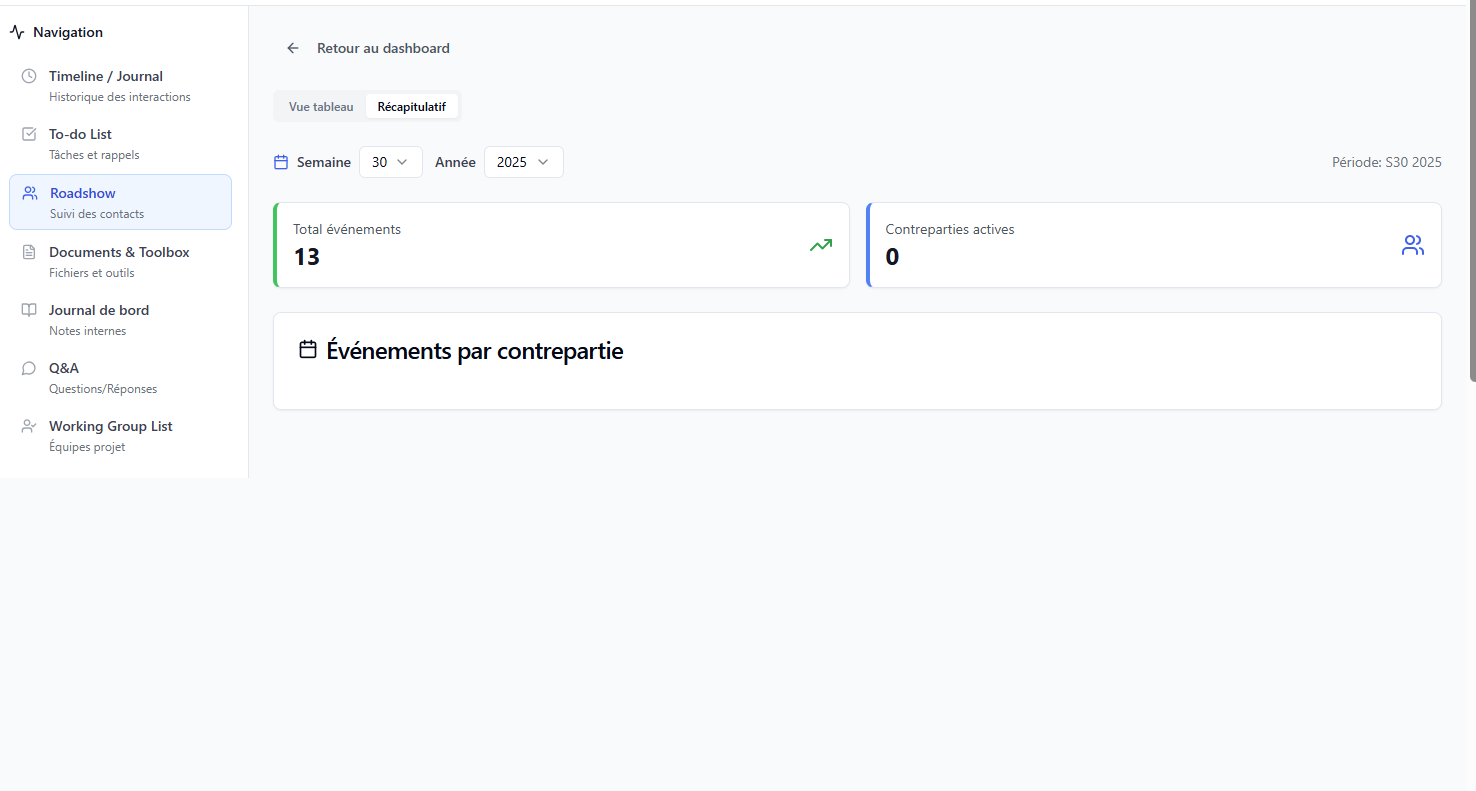 Navigation
Timeline / Journal
Historique des interactions
To-do List
Tâches et rappels
Roadshow
Suivi des contacts
Documents & Toolbox
Fichiers et outils
Journal de bord
Notes internes
Q&A
Questions/Réponses
Working Group List
Équipes projet
Retour au dashboard
Vue tableau Récapitulatif
Semaine 30 Année 2025 Période: S30 2025
Total événements
13
Contreparties actives
0
Événements par contrepartie